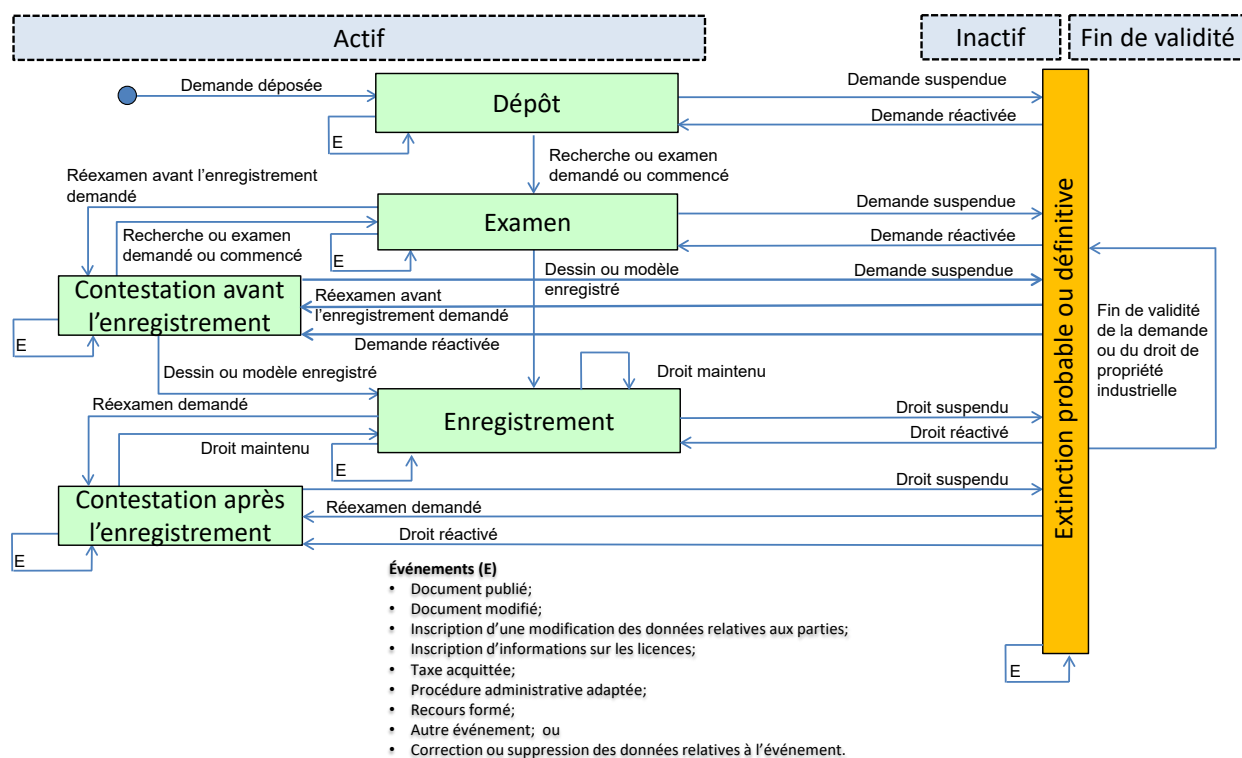 Actif
Inactif
Fin de validité
Demande déposée
Dépôt
Demande suspendue
Demande réactivée
E
Recherche ou examen
demandé ou commencé
Réexamen avant l'enregistrement
demandé
Examen
Demande suspendue
Demande réactivée
Recherche ou examen
demandé ou commencé
E
Dessin ou modèle
enregistré
Demande suspendue
Contestation avant
l'enregistrement
Réexamen avant
l'enregistrement demandé
E
Demande réactivée
Dessin ou modèle enregistré
Droit maintenu
Réexamen demandé
Enregistrement
Droit suspendu
Droit réactivé
Droit maintenu
E
Droit suspendu
Contestation après
l'enregistrement
Réexamen demandé
Droit réactivé
E
Extinction probable ou définitive
Fin de validité
de la demande
ou du droit de
propriété
industrielle
E
Événements (E)
• Document publié;
• Document modifié;
• Inscription d'une modification des données relatives aux parties;
• Inscription d'informations sur les licences;
• Taxe acquittée;
• Procédure administrative adaptée;
• Recours formé;
• Autre événement; ou
• Correction ou suppression des données relatives à l'événement.